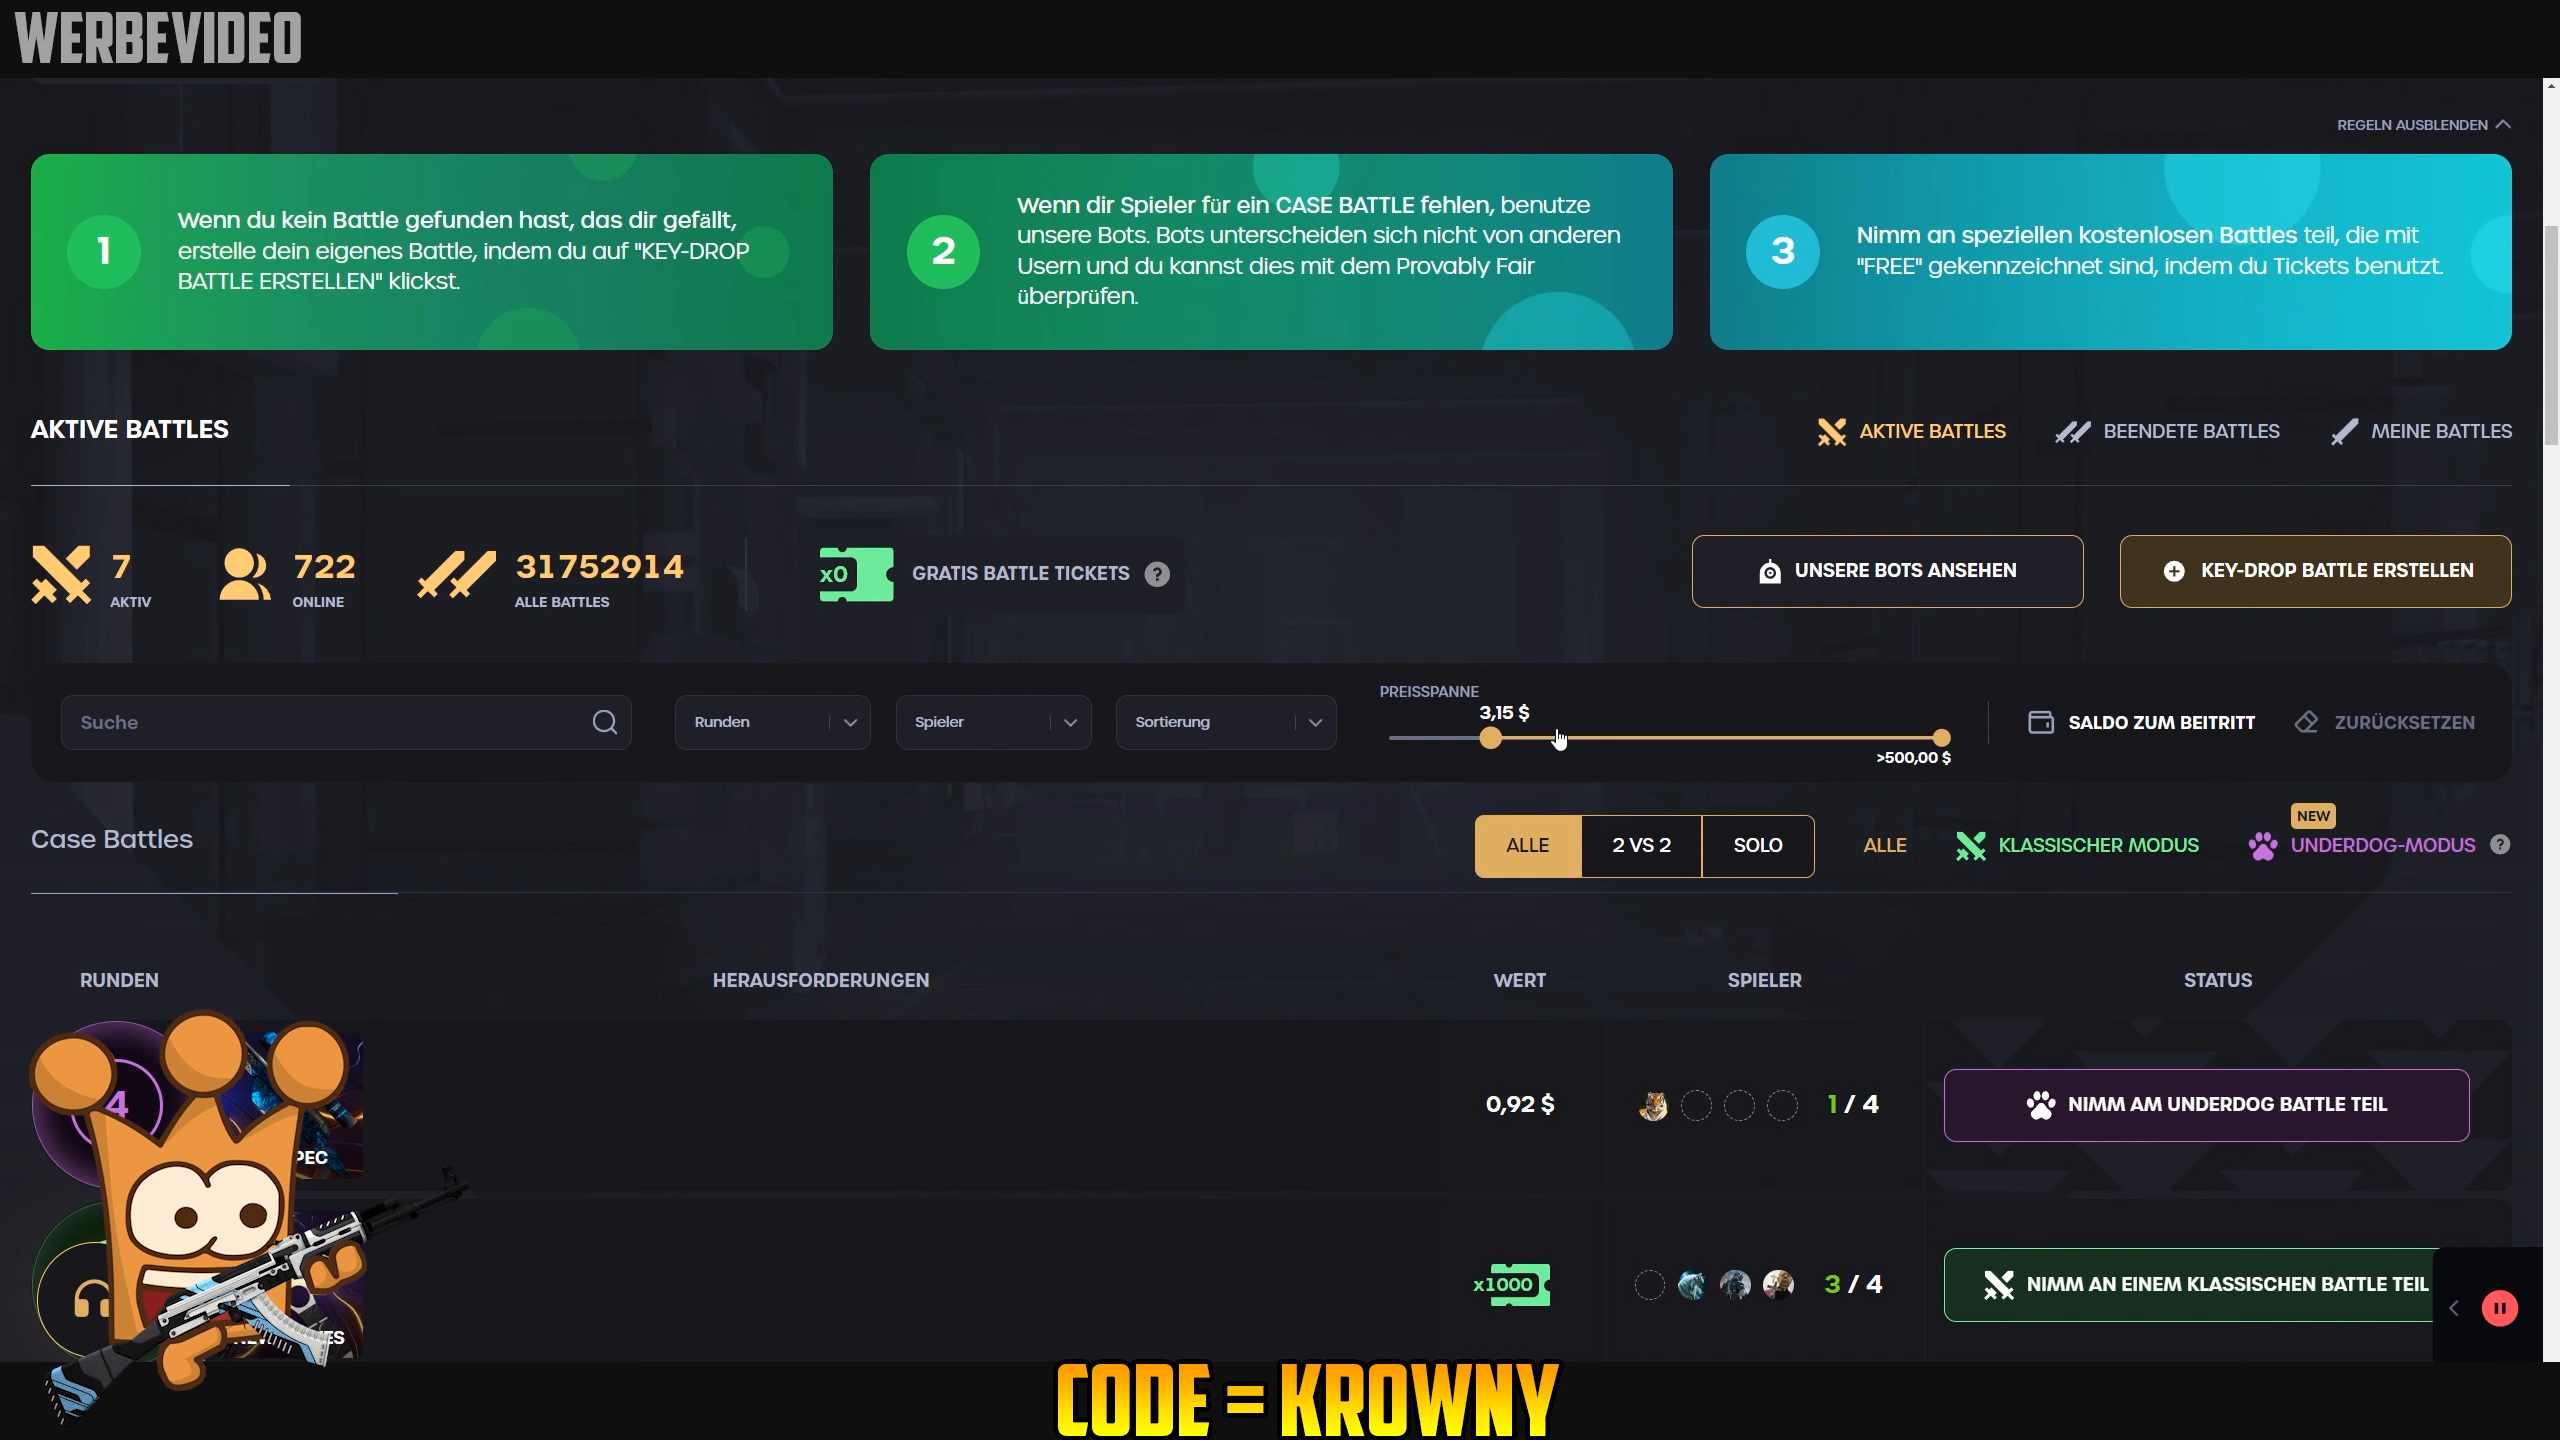 WERBEVIDEO
REGELN AUSBLENDEN
1
Wenn du kein Battle gefunden hast, das dir gefällt,
erstelle dein eigenes Battle, indem du auf "KEY-DROP
BATTLE ERSTELLEN" klickst.
2
Wenn dir Spieler für ein CASE BATTLE fehlen, benutze
unsere Bots. Bots unterscheiden sich nicht von anderen
Usern und du kannst dies mit dem Provably Fair
überprüfen.
3
Nimm an speziellen kostenlosen Battles teil, die mit
"FREE" gekennzeichnet sind, indem du Tickets benutzt.
AKTIVE BATTLES
AKTIVE BATTLES
BEENDETE BATTLES
MEINE BATTLES
7
AKTIV
722
ONLINE
31752914
ALLE BATTLES
x0
GRATIS BATTLE TICKETS
?
UNSERE BOTS ANSEHEN
KEY-DROP BATTLE ERSTELLEN
Suche
Runden
Spieler
Sortierung
PREISSPANNE
3,15 $
>500,00 $
SALDO ZUM BEITRITT
ZURÜCKSETZEN
Case Battles
ALLE
2 VS 2
SOLO
ALLE
KLASSISCHER MODUS
NEW
UNDERDOG-MODUS
?
RUNDEN
HERAUSFORDERUNGEN
WERT
SPIELER
STATUS
4
PEC
0,92 $
1 / 4
NIMM AM UNDERDOG BATTLE TEIL
x1000
3 / 4
NIMM AN EINEM KLASSISCHEN BATTLE TEIL
CODE = KROWNY